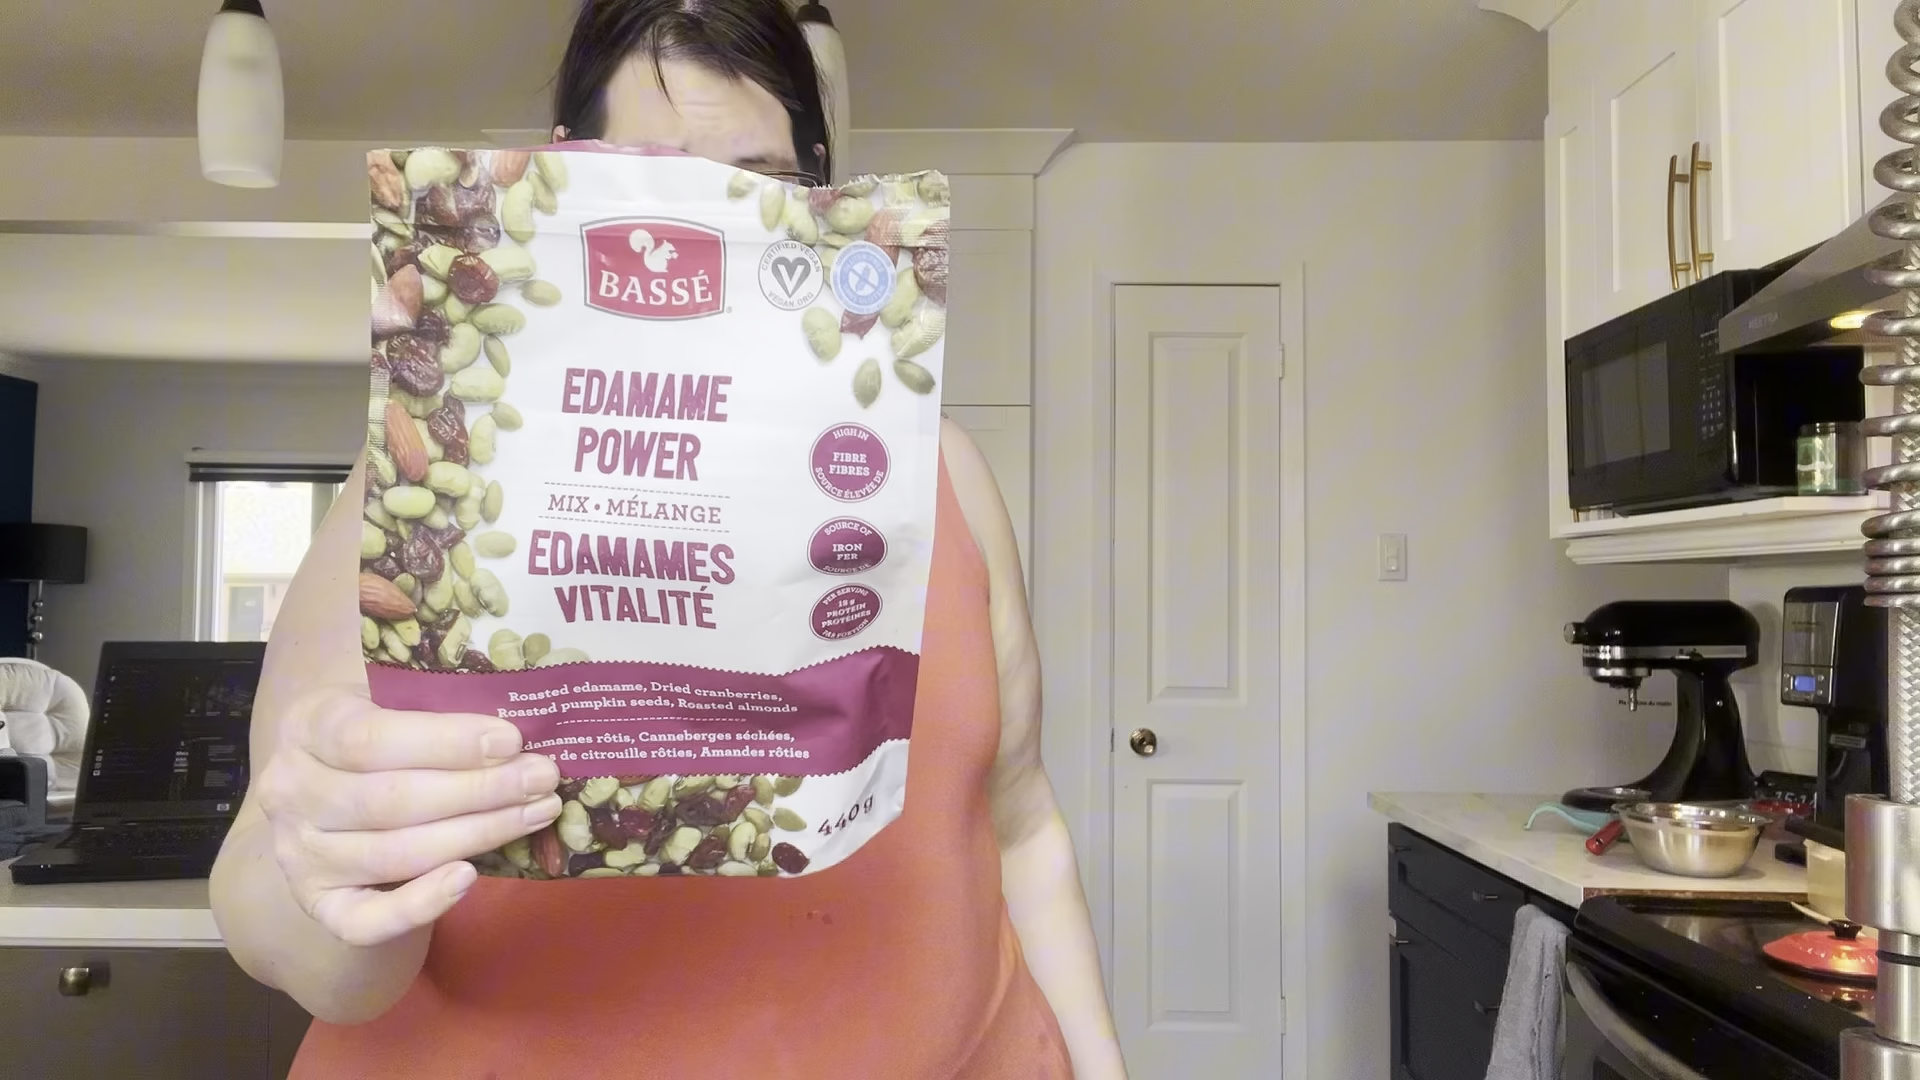 BASSÉ
CERTIFIED VEGAN
VEGAN.ORG
EDAMAME
POWER
MIX • MÉLANGE
EDAMAMES
VITALITÉ
HIGH IN
FIBRE
FIBRES
SOURCE ÉLEVÉE DE
SOURCE OF
IRON
FER
SOURCE DE
PER SERVING
18 g
PROTEIN
PROTÉINES
PAR PORTION
Roasted edamame, Dried cranberries,
Roasted pumpkin seeds, Roasted almonds
damames rôtis, Canneberges séchées,
s de citrouille rôties, Amandes rôties
440 g